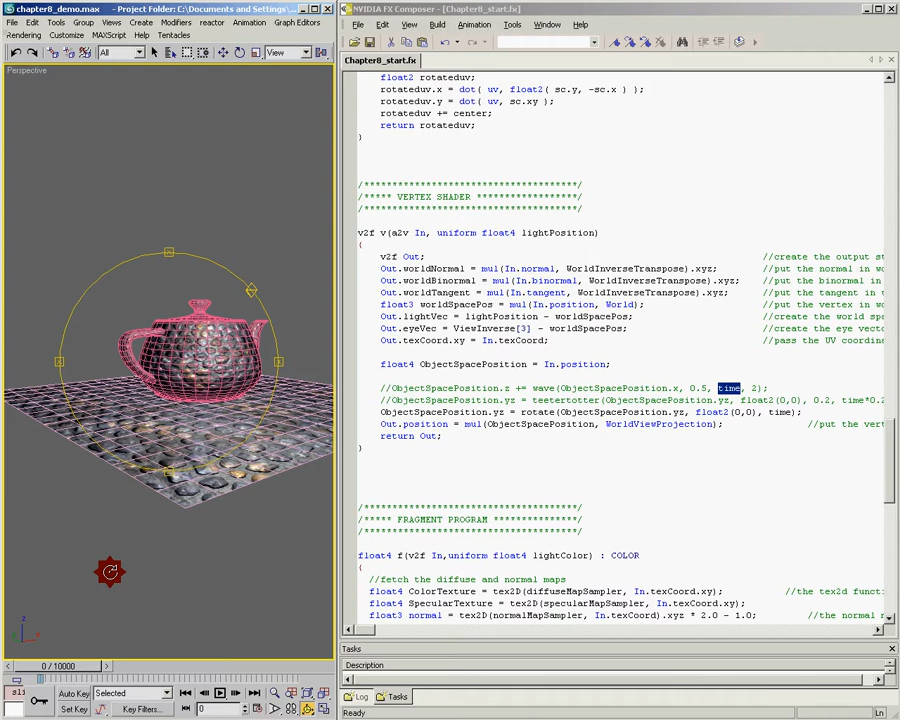 chapter8_demo.max - Project Folder: C:\Documents and Settings\...
File Edit Tools Group Views Create Modifiers reactor Animation Graph Editors
Rendering Customize MAXScript Help Tentacles
All
View
Perspective
z
x
0 / 10000
Auto Key
Selected
Set Key
Key Filters...
0
NVIDIA FX Composer - [Chapter8_start.fx]
File Edit View Build Animation Tools Window Help
Chapter8_start.fx
float2 rotateduv;
rotateduv.x = dot( uv, float2( sc.y, -sc.x ) );
rotateduv.y = dot( uv, sc.xy );
rotateduv += center;
return rotateduv;
}
/**************************************/
/***** VERTEX SHADER *******************/
/**************************************/
v2f v(a2v In, uniform float4 lightPosition)
{
v2f Out; //create the output st
Out.worldNormal = mul(In.normal, WorldInverseTranspose).xyz; //put the normal in wo
Out.worldBinormal = mul(In.binormal, WorldInverseTranspose).xyz; //put the binormal in
Out.worldTangent = mul(In.tangent, WorldInverseTranspose).xyz; //put the tangent in w
float3 worldSpacePos = mul(In.position, World); //put the vertex in wo
Out.lightVec = lightPosition - worldSpacePos; //create the world sp
Out.eyeVec = ViewInverse[3] - worldSpacePos; //create the eye vecto
Out.texCoord.xy = In.texCoord; //pass the UV coordina
float4 ObjectSpacePosition = In.position;
//ObjectSpacePosition.z += wave(ObjectSpacePosition.x, 0.5, time, 2);
//ObjectSpacePosition.yz = teetertotter(ObjectSpacePosition.yz, float2(0,0), 0.2, time*0.2
ObjectSpacePosition.yz = rotate(ObjectSpacePosition.yz, float2(0,0), time);
Out.position = mul(ObjectSpacePosition, WorldViewProjection); //put the vert
return Out;
}
/**************************************/
/***** FRAGMENT PROGRAM **************/
/**************************************/
float4 f(v2f In,uniform float4 lightColor) : COLOR
{
//fetch the diffuse and normal maps
float4 ColorTexture = tex2D(diffuseMapSampler, In.texCoord.xy); //the tex2d functi
float4 SpecularTexture = tex2D(specularMapSampler, In.texCoord.xy);
float3 normal = tex2D(normalMapSampler, In.texCoord).xyz * 2.0 - 1.0; //the normal m
Tasks
Description
Log Tasks
Ready
Ln